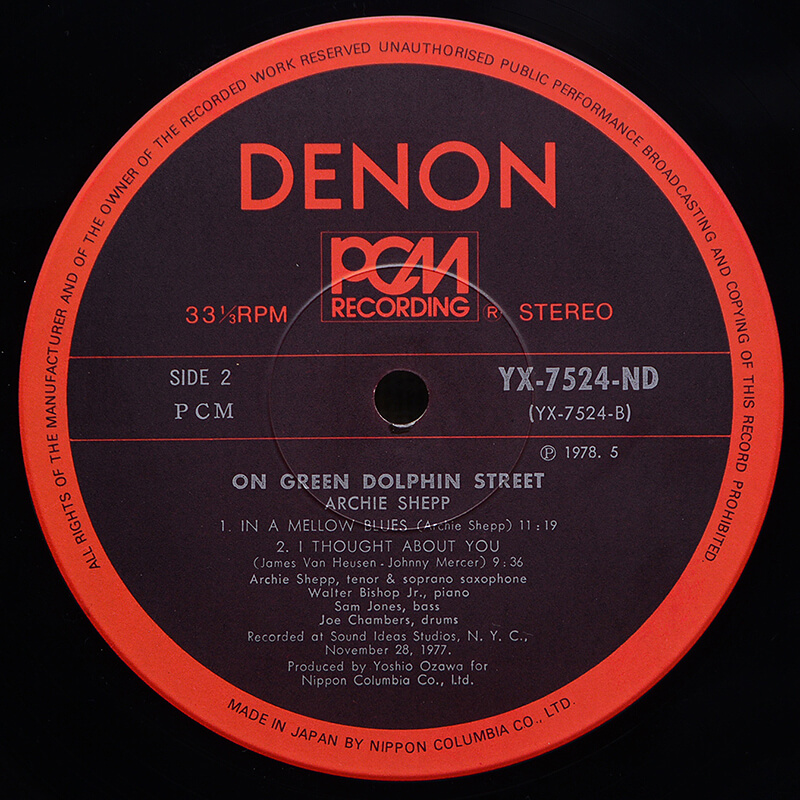 ALL RIGHTS OF THE MANUFACTURER AND OF THE OWNER OF THE RECORDED WORK RESERVED UNAUTHORISED PUBLIC PERFORMANCE BROADCASTING AND COPYING OF THIS RECORD PROHIBITED.
DENON
PCM
RECORDING
33⅓RPM ® STEREO
SIDE 2 YX-7524-ND
PCM (YX-7524-B)
℗ 1978. 5
ON GREEN DOLPHIN STREET
ARCHIE SHEPP
1. IN A MELLOW BLUES (Archie Shepp) 11:19
2. I THOUGHT ABOUT YOU
(James Van Heusen - Johnny Mercer) 9:36
Archie Shepp, tenor & soprano saxophone
Walter Bishop Jr., piano
Sam Jones, bass
Joe Chambers, drums
Recorded at Sound Ideas Studios, N. Y. C.,
November 28, 1977.
Produced by Yoshio Ozawa for
Nippon Columbia Co., Ltd.
MADE IN JAPAN BY NIPPON COLUMBIA CO., LTD.